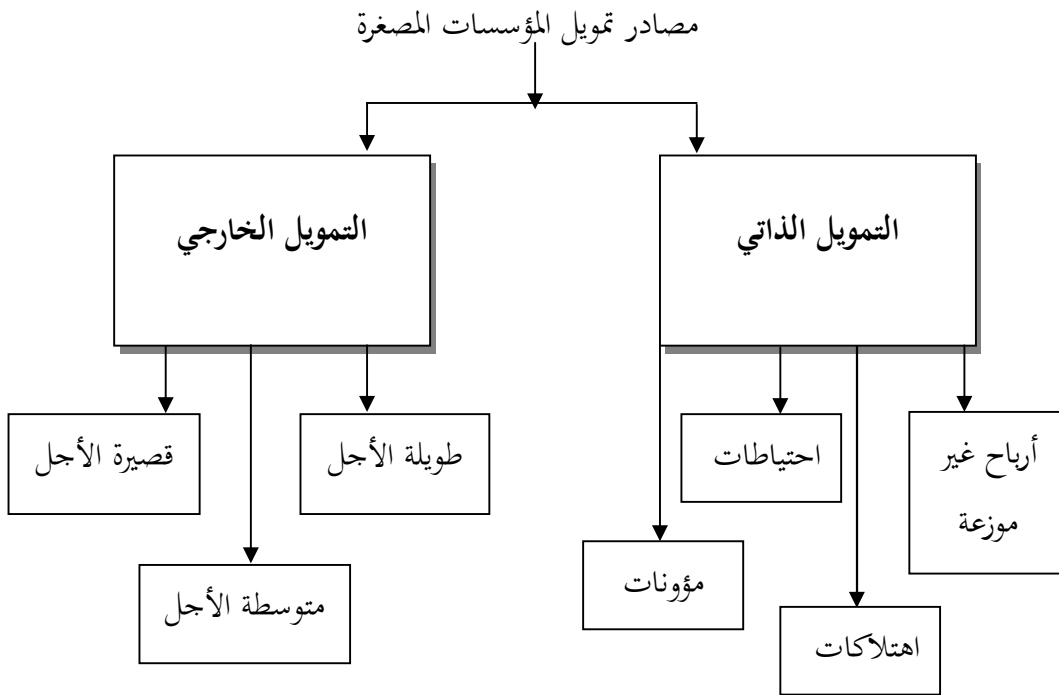 مصادر تمويل المؤسسات المصغرة
التمويل الذاتي
التمويل الخارجي
أرباح غير
موزعة
احتياطات
طويلة الأجل
قصيرة الأجل
مؤونات
متوسطة الأجل
اهتلاكات